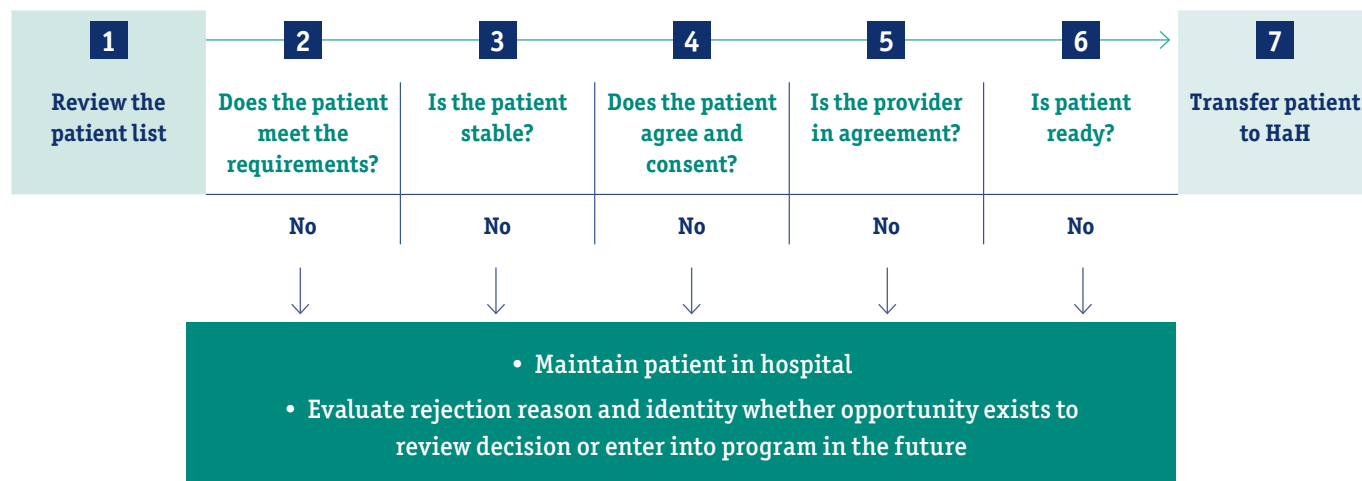 1
Review the
patient list
2
Does the patient
meet the
requirements?
3
Is the patient
stable?
4
Does the patient
agree and
consent?
5
Is the provider
in agreement?
6
Is patient
ready?
7
Transfer patient
to HaH
No
No
No
No
No
• Maintain patient in hospital
• Evaluate rejection reason and identity whether opportunity exists to
review decision or enter into program in the future